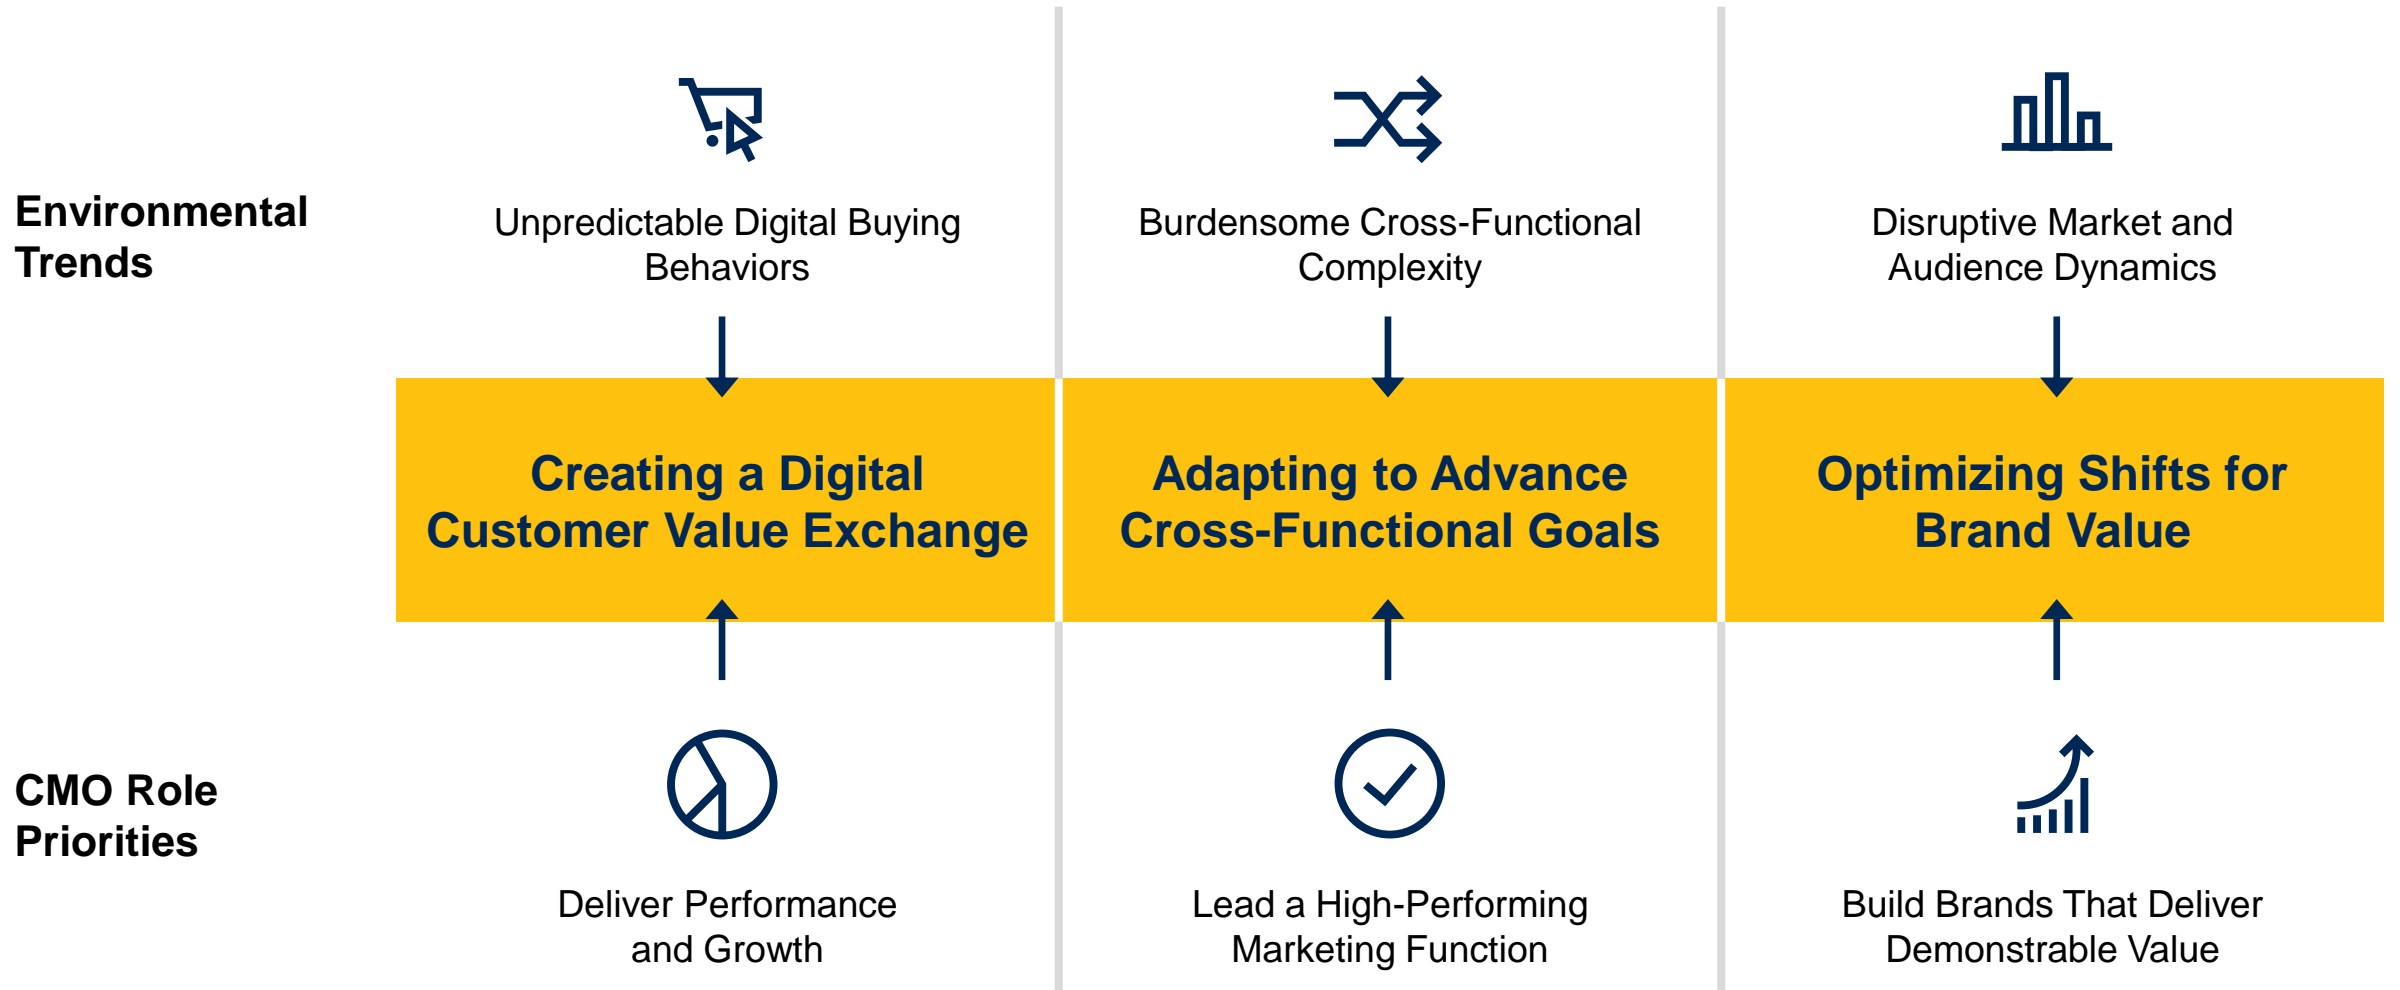 Environmental
Trends
Unpredictable Digital Buying
Behaviors
Burdensome Cross-Functional
Complexity
Disruptive Market and
Audience Dynamics
Creating a Digital
Customer Value Exchange
Adapting to Advance
Cross-Functional Goals
Optimizing Shifts for
Brand Value
CMO Role
Priorities
Deliver Performance
and Growth
Lead a High-Performing
Marketing Function
Build Brands That Deliver
Demonstrable Value